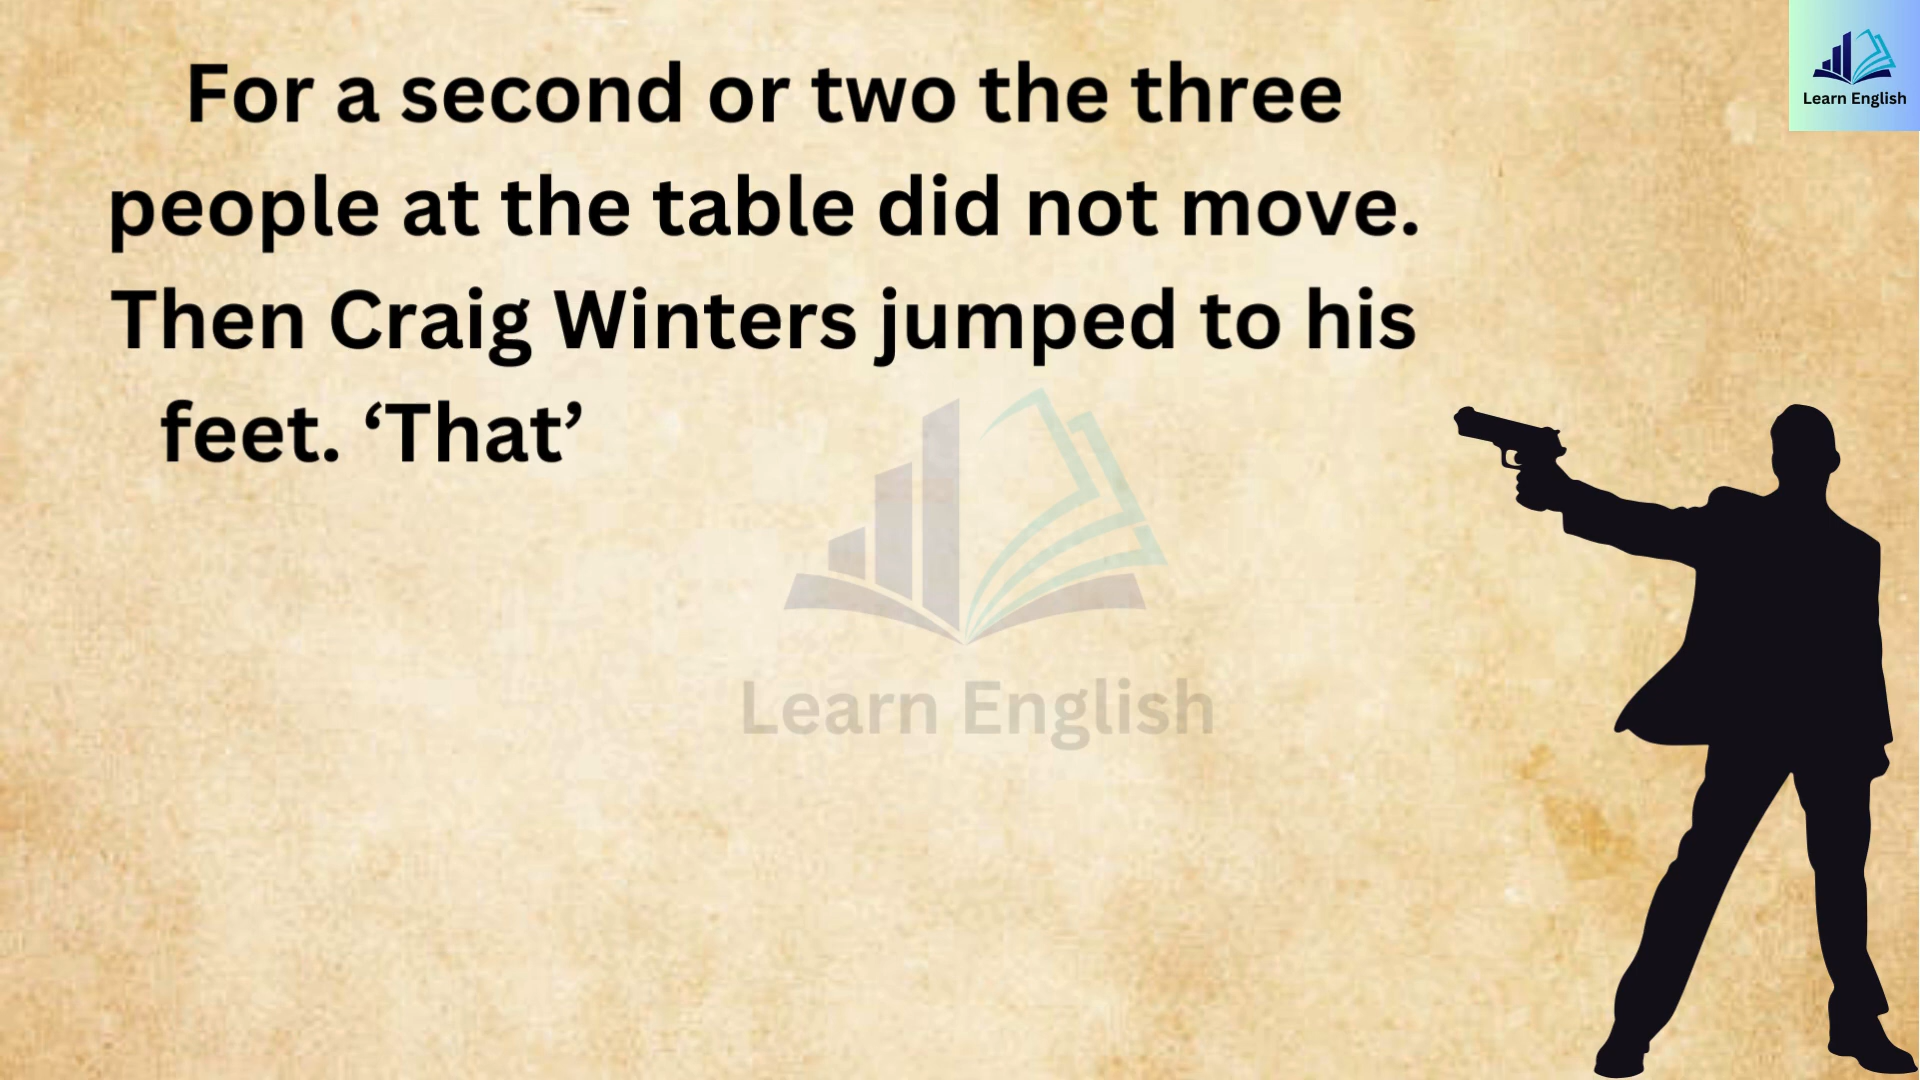 Learn English
For a second or two the three
people at the table did not move.
Then Craig Winters jumped to his
feet. ‘That’
Learn English